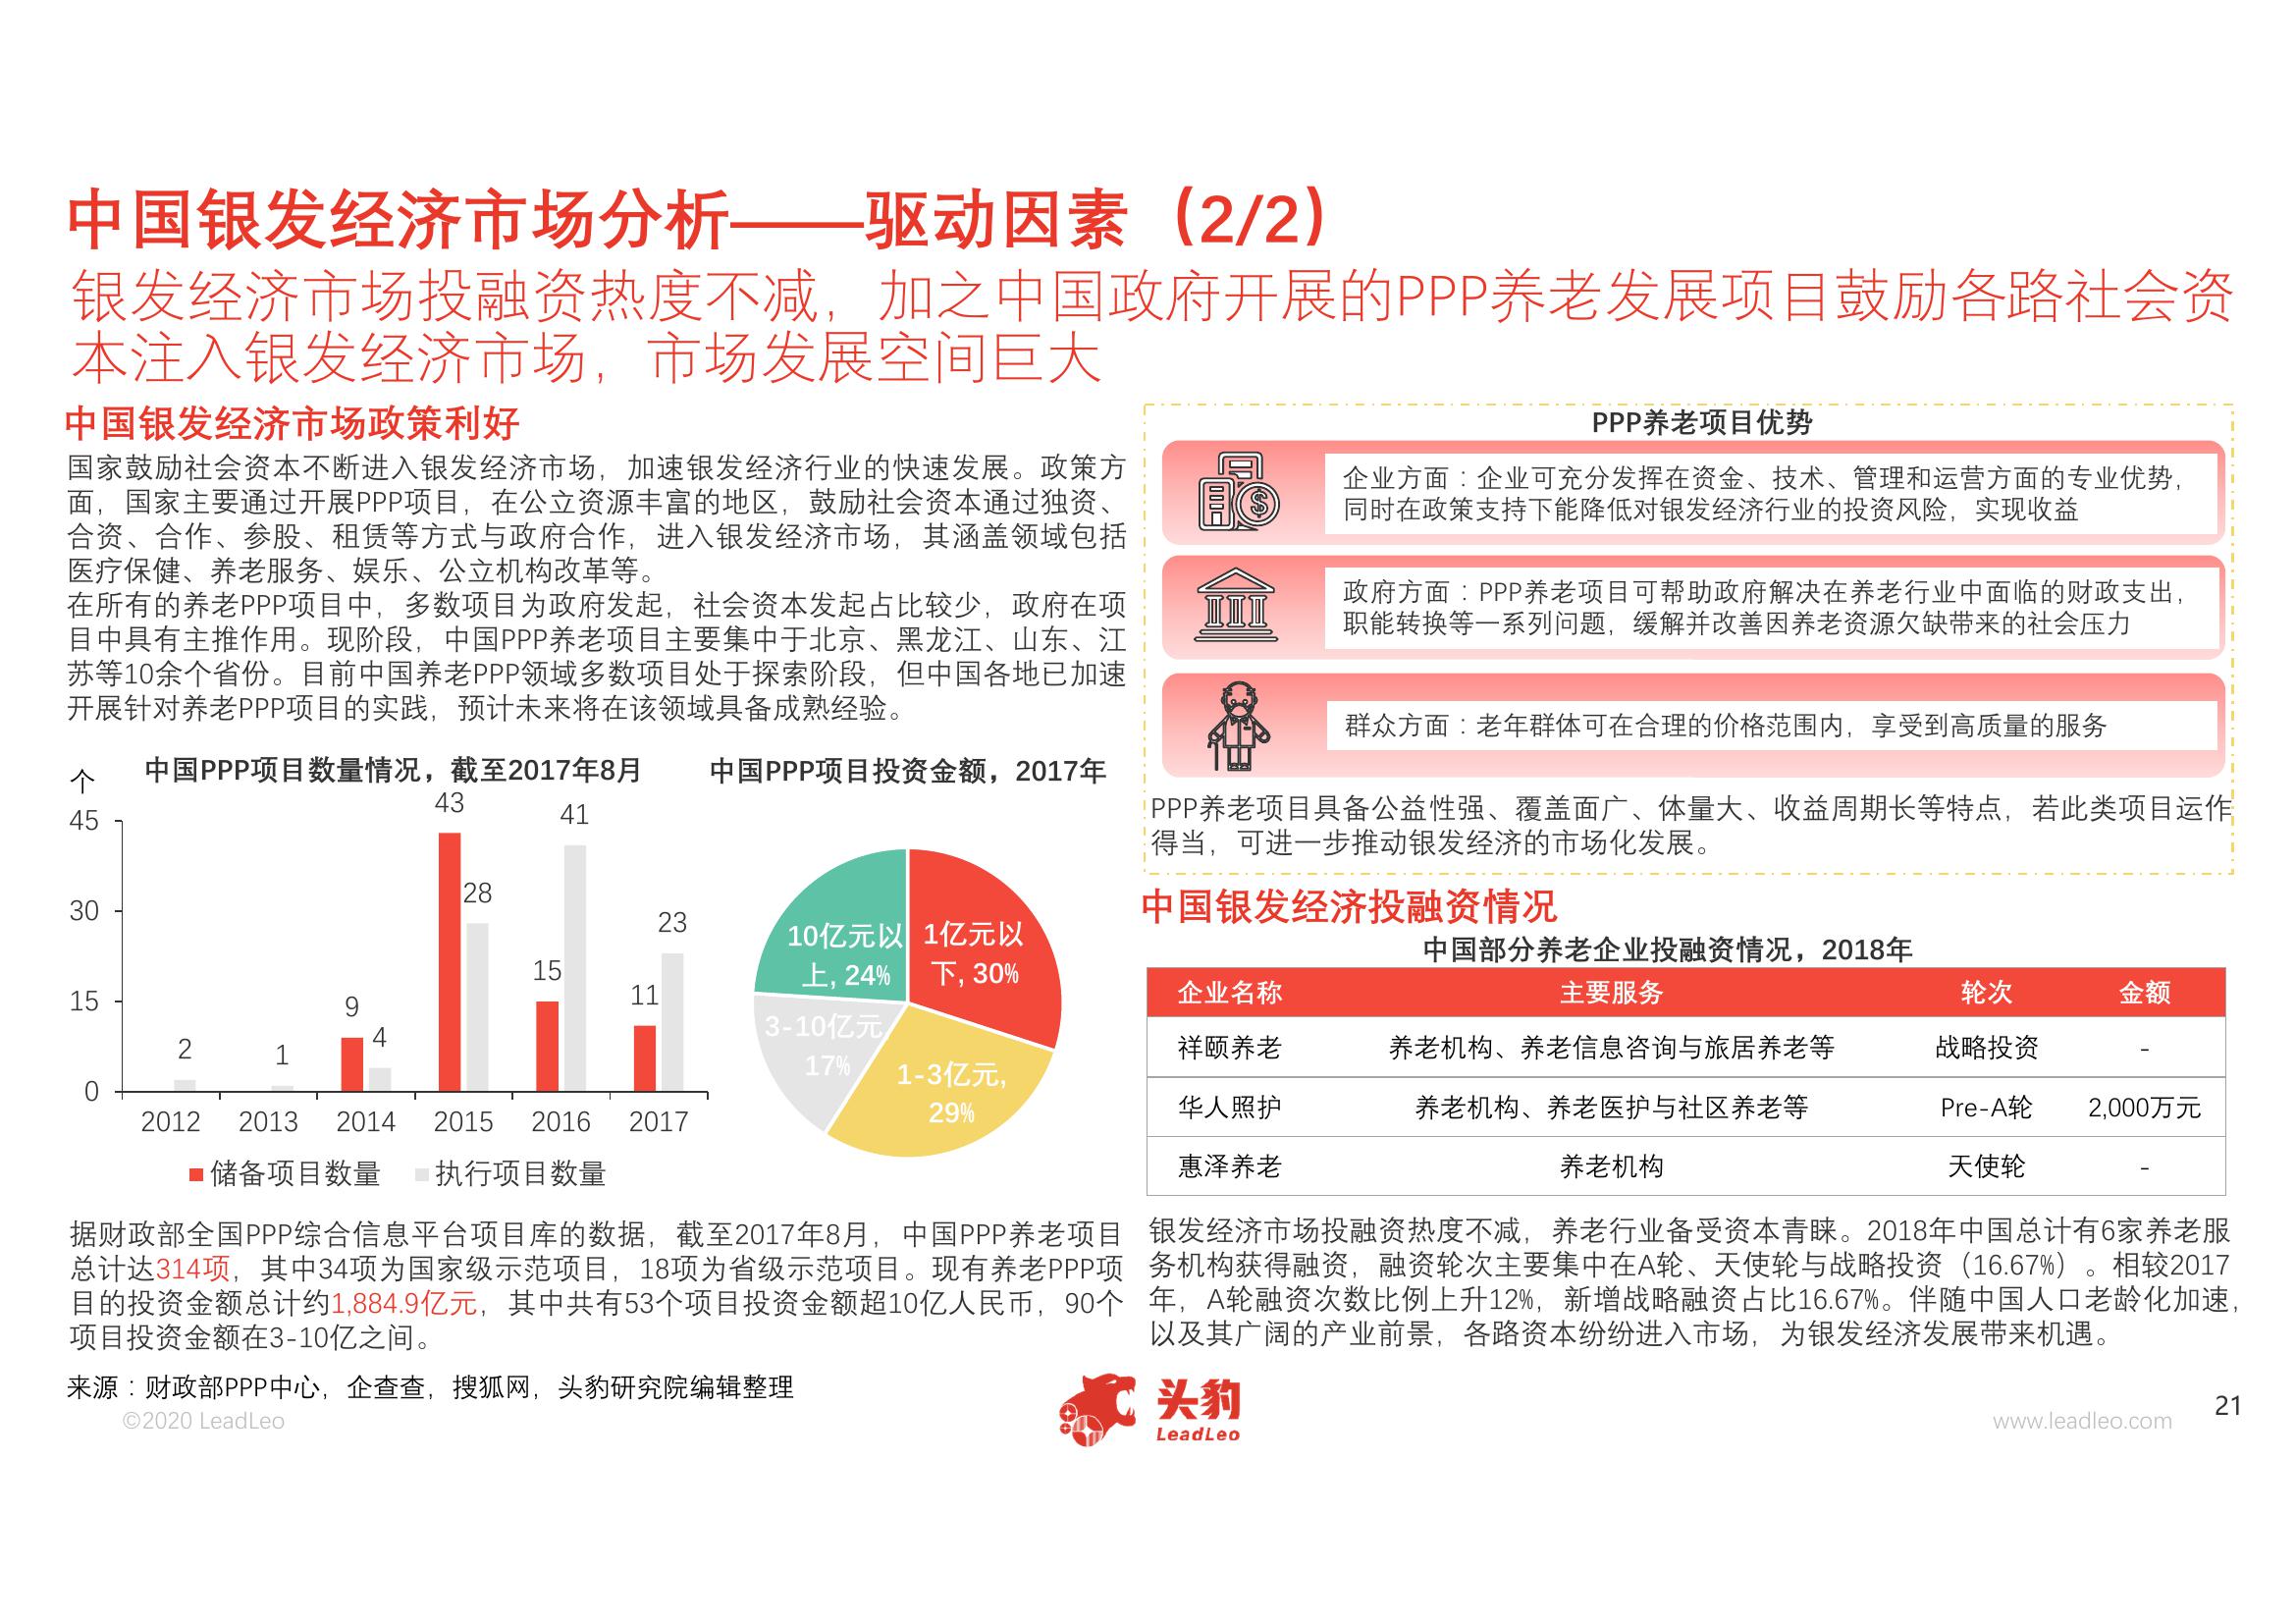 中国银发经济市场分析——驱动因素（2/2）
银发经济市场投融资热度不减，加之中国政府开展的PPP养老发展项目鼓励各路社会资
本注入银发经济市场，市场发展空间巨大
中国银发经济市场政策利好
国家鼓励社会资本不断进入银发经济市场，加速银发经济行业的快速发展。政策方
面，国家主要通过开展PPP项目，在公立资源丰富的地区，鼓励社会资本通过独资、
合资、合作、参股、租赁等方式与政府合作，进入银发经济市场，其涵盖领域包括
医疗保健、养老服务、娱乐、公立机构改革等。
在所有的养老PPP项目中，多数项目为政府发起，社会资本发起占比较少，政府在项
目中具有主推作用。现阶段，中国PPP养老项目主要集中于北京、黑龙江、山东、江
苏等10余个省份。目前中国养老PPP领域多数项目处于探索阶段，但中国各地已加速
开展针对养老PPP项目的实践，预计未来将在该领域具备成熟经验。
中国PPP项目数量情况，截至2017年8月
个
45
30
15
0
2
1
9
4
43
28
15
41
11
23
2012
2013
2014
2015
2016
2017
储备项目数量
执行项目数量
中国PPP项目投资金额，2017年
10亿元以
上, 24%
1亿元以
下, 30%
3-10亿元
17%
1-3亿元,
29%
据财政部全国PPP综合信息平台项目库的数据，截至2017年8月，中国PPP养老项目
总计达314项，其中34项为国家级示范项目，18项为省级示范项目。现有养老PPP项
目的投资金额总计约1,884.9亿元，其中共有53个项目投资金额超10亿人民币，90个
项目投资金额在3-10亿之间。
PPP养老项目优势
企业方面：企业可充分发挥在资金、技术、管理和运营方面的专业优势，
同时在政策支持下能降低对银发经济行业的投资风险，实现收益
政府方面：PPP养老项目可帮助政府解决在养老行业中面临的财政支出，
职能转换等一系列问题，缓解并改善因养老资源欠缺带来的社会压力
群众方面：老年群体可在合理的价格范围内，享受到高质量的服务
PPP养老项目具备公益性强、覆盖面广、体量大、收益周期长等特点，若此类项目运作
得当，可进一步推动银发经济的市场化发展。
中国银发经济投融资情况
中国部分养老企业投融资情况，2018年
企业名称 主要服务 轮次 金额
祥颐养老 养老机构、养老信息咨询与旅居养老等 战略投资 -
华人照护 养老机构、养老医护与社区养老等 Pre-A轮 2,000万元
惠泽养老 养老机构 天使轮 -
银发经济市场投融资热度不减，养老行业备受资本青睐。2018年中国总计有6家养老服
务机构获得融资，融资轮次主要集中在A轮、天使轮与战略投资（16.67%）。相较2017
年，A轮融资次数比例上升12%，新增战略融资占比16.67%。伴随中国人口老龄化加速，
以及其广阔的产业前景，各路资本纷纷进入市场，为银发经济发展带来机遇。
来源：财政部PPP中心，企查查，搜狐网，头豹研究院编辑整理
©2020 LeadLeo
头豹
LeadLeo
www.leadleo.com
21